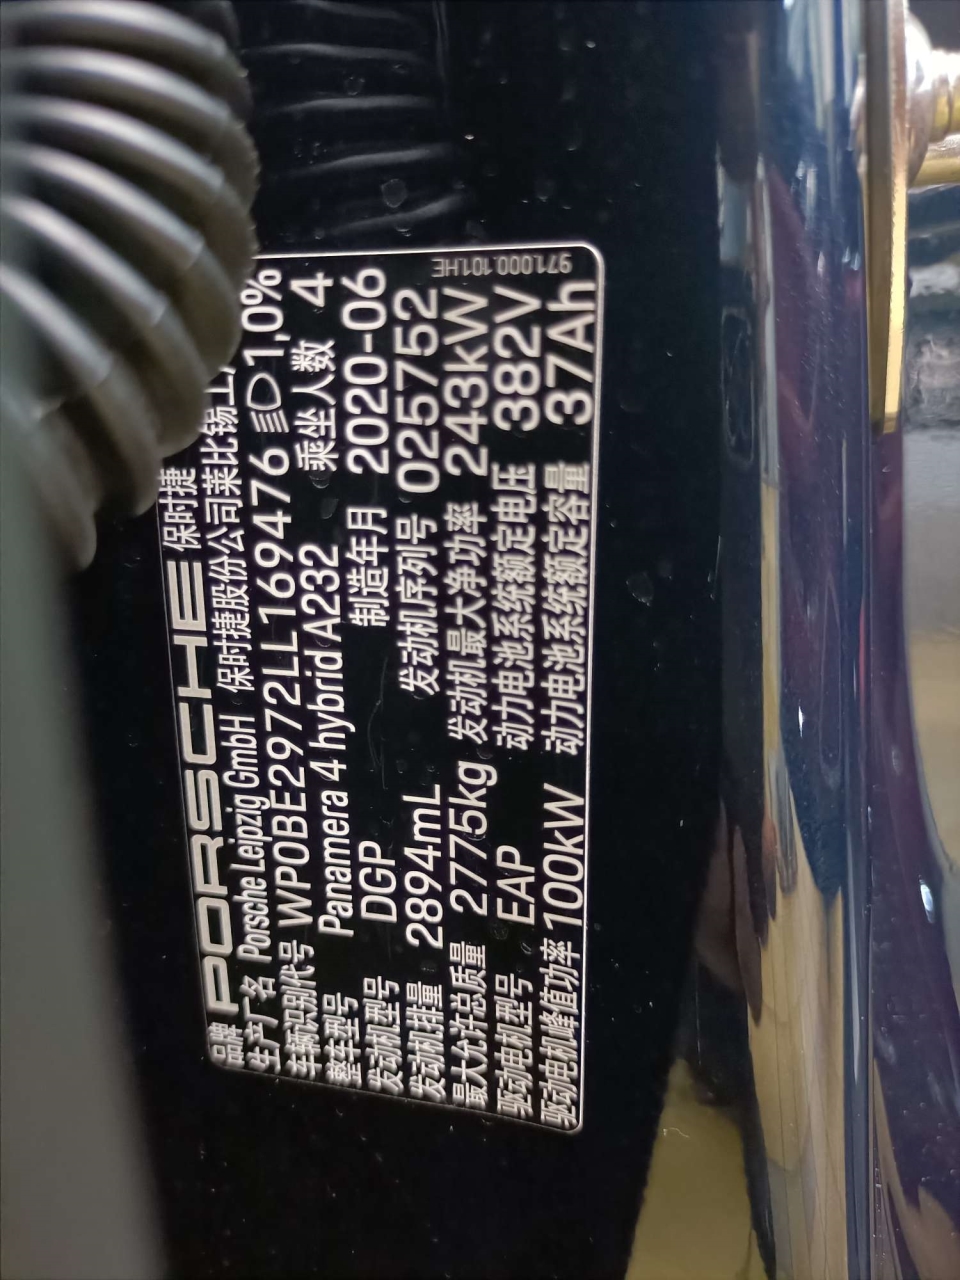 品牌 PORSCHE 保时捷
生产厂名 Porsche Leipzig GmbH 保时捷股份公司莱比锡工
车辆识别代号 WP0BE2972LL169476 1,0%
整车型号 Panamera 4 hybrid A232 乘坐人数 4
发动机型号 DGP 制造年月 2020-06
发动机排量 2894mL 发动机序列号 025752
最大允许总质量 2775kg 发动机最大净功率 243kW
驱动电机型号 EAP 动力电池系统额定电压 382V
驱动电机峰值功率 100kW 动力电池系统额定容量 37Ah
971.000.101.HE